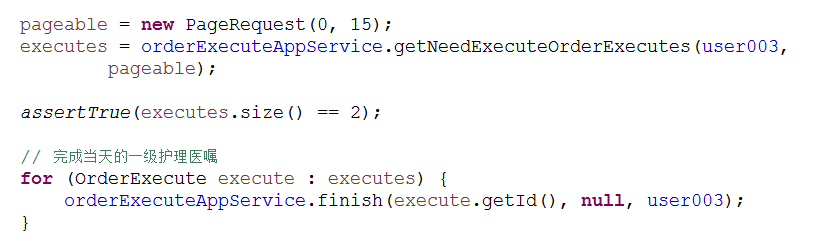 pageable = new PageRequest(0, 15);
executes = orderExecuteAppService.getNeedExecuteOrderExecutes(user003,
pageable);
assertTrue(executes.size() == 2);
// 完成当天的一级护理医嘱
for (OrderExecute execute : executes) {
orderExecuteAppService.finish(execute.getId(), null, user003);
}